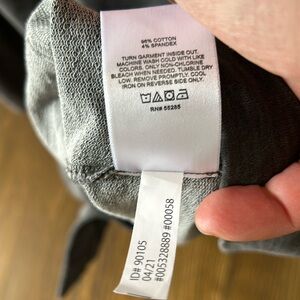 96% COTTON
4% SPANDEX
TURN GARMENT INSIDE OUT.
MACHINE WASH COLD WITH LIKE
COLORS. ONLY NON-CHLORINE
BLEACH WHEN NEEDED. TUMBLE DRY
LOW. REMOVE PROMPTLY. COOL
IRON ON REVERSE SIDE ONLY.
RN# 55285
ID# 90105
04/21
#005328889 #00058